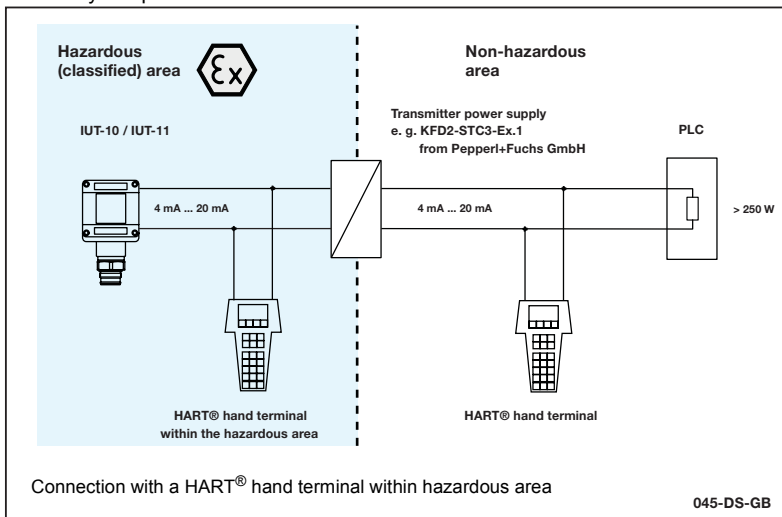 Hazardous
(classified) area
Ex
Non-hazardous
area
IUT-10 / IUT-11
Transmitter power supply
e. g. KFD2-STC3-Ex.1
from Pepperl+Fuchs GmbH
PLC
4 mA ... 20 mA
4 mA ... 20 mA
> 250 W
HART® hand terminal
within the hazardous area
HART® hand terminal
Connection with a HART® hand terminal within hazardous area
045-DS-GB